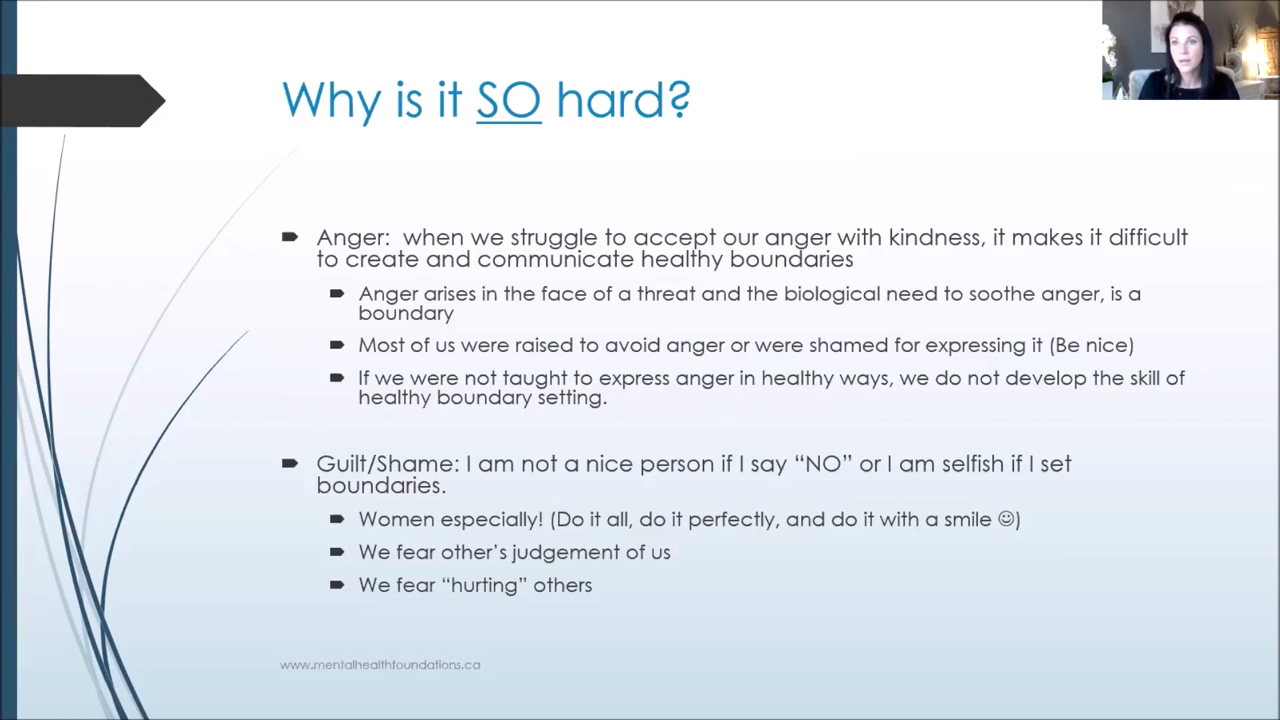 Why is it SO hard?
Anger: when we struggle to accept our anger with kindness, it makes it difficult
to create and communicate healthy boundaries
Anger arises in the face of a threat and the biological need to soothe anger, is a
boundary
Most of us were raised to avoid anger or were shamed for expressing it (Be nice)
If we were not taught to express anger in healthy ways, we do not develop the skill of
healthy boundary setting.
Guilt/Shame: I am not a nice person if I say “NO” or I am selfish if I set
boundaries.
Women especially! (Do it all, do it perfectly, and do it with a smile ☺)
We fear other’s judgement of us
We fear “hurting” others
www.mentalhealthfoundations.ca